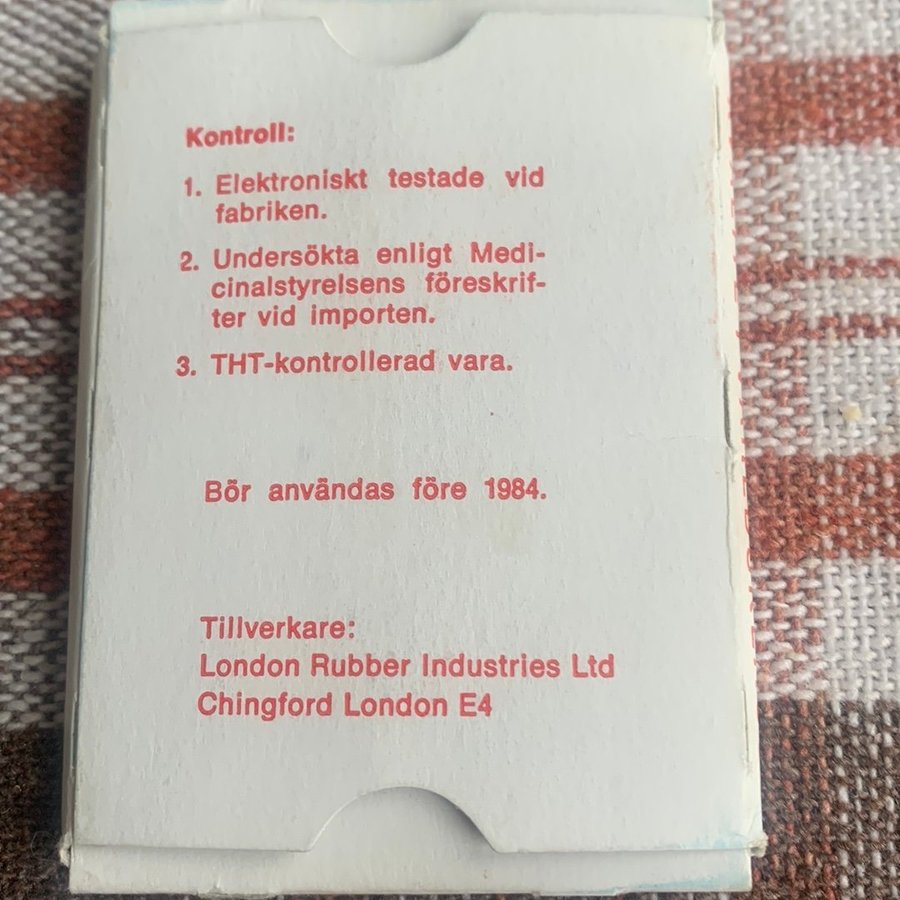 Kontroll:
1. Elektroniskt testade vid
fabriken.
2. Undersökta enligt Medi-
cinalstyrelsens föreskrif-
ter vid importen.
3. THT-kontrollerad vara.
Bör användas före 1984.
Tillverkare:
London Rubber Industries Ltd
Chingford London E4